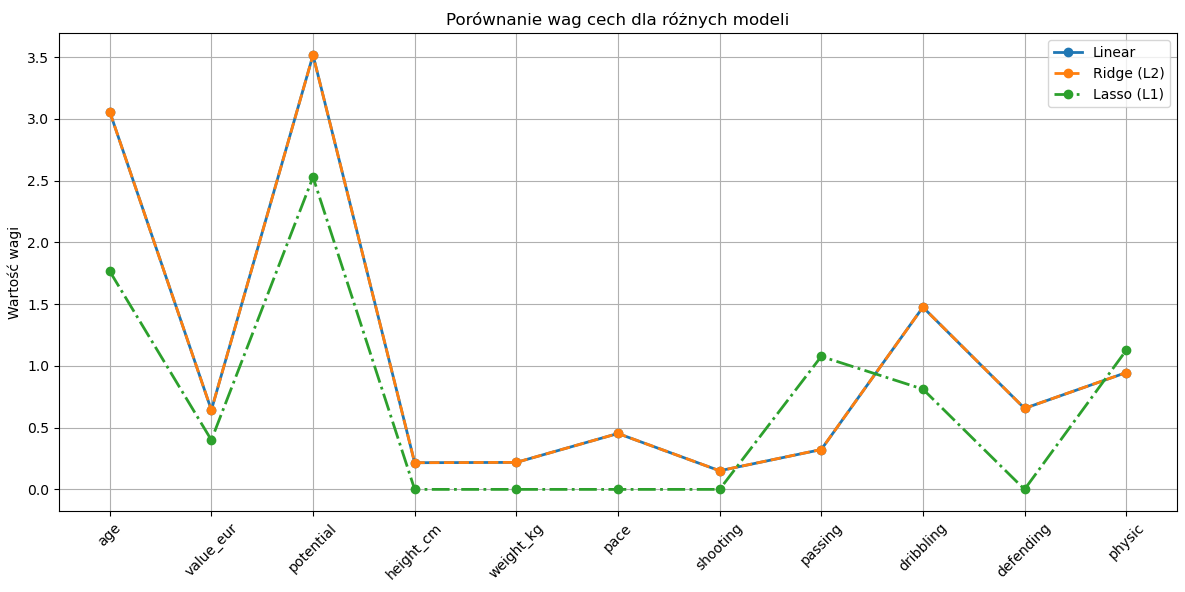 Porównanie wag cech dla różnych modeli
Linear
Ridge (L2)
Lasso (L1)
Wartość wagi
3.5
3.0
2.5
2.0
1.5
1.0
0.5
0.0
age
value_eur
potential
height_cm
weight_kg
pace
shooting
passing
dribbling
defending
physic